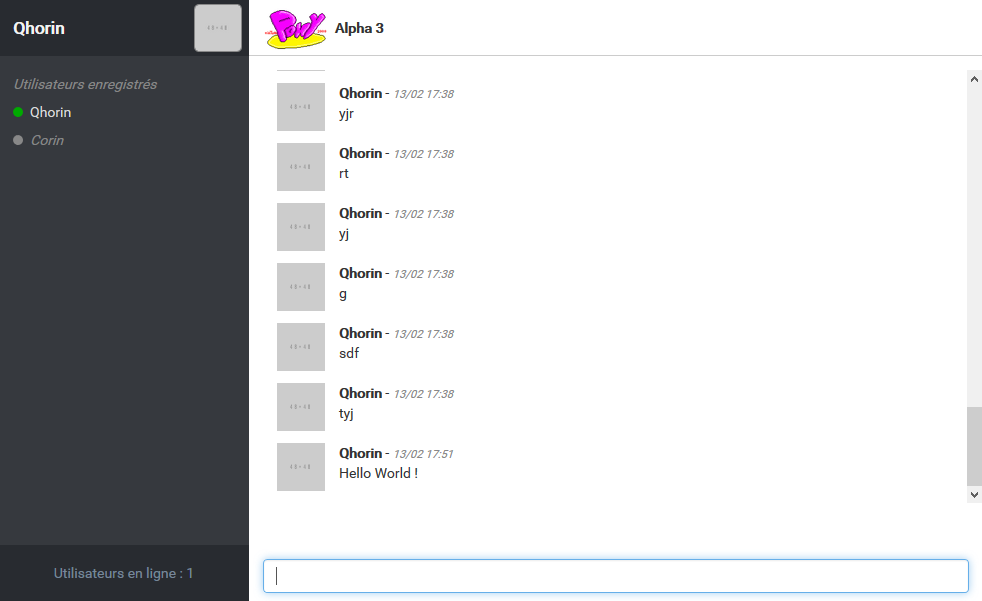 Qhorin
48×48
Alpha 3
Utilisateurs enregistrés
Qhorin
Corin
Qhorin - 13/02 17:38
yjr
Qhorin - 13/02 17:38
rt
Qhorin - 13/02 17:38
yj
Qhorin - 13/02 17:38
g
Qhorin - 13/02 17:38
sdf
Qhorin - 13/02 17:38
tyj
Qhorin - 13/02 17:51
Hello World !
Utilisateurs en ligne : 1